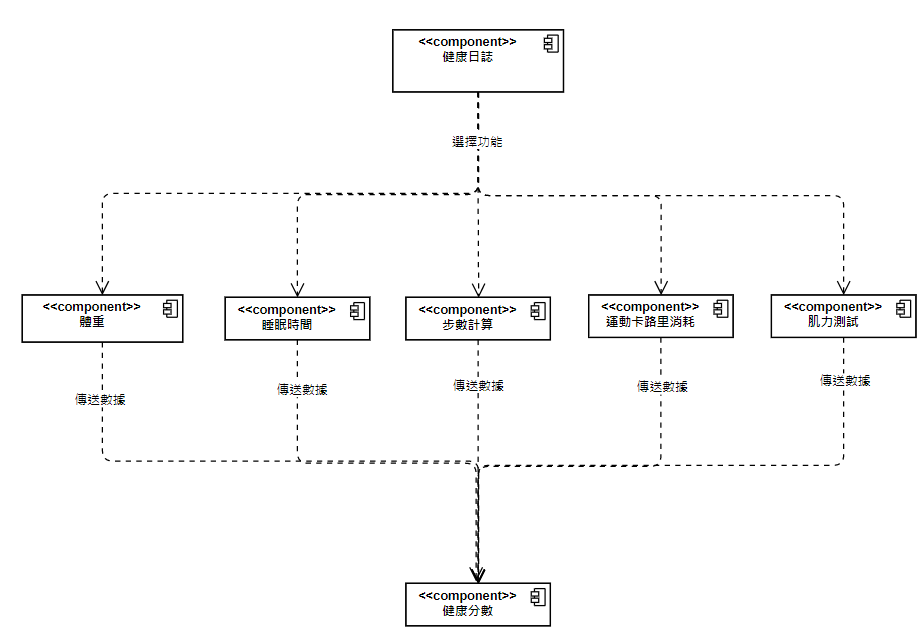 <<component>>
健康日誌
選擇功能
<<component>>
體重
<<component>>
睡眠時間
<<component>>
步數計算
<<component>>
運動卡路里消耗
<<component>>
肌力測試
傳送數據
傳送數據
傳送數據
傳送數據
傳送數據
<<component>>
健康分數